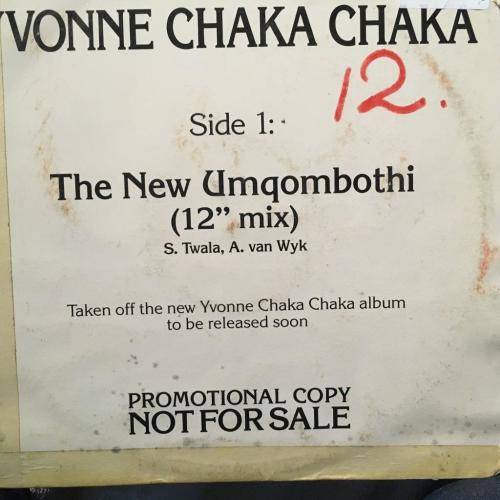 YVONNE CHAKA CHAKA
12.
Side 1:
The New Umqombothi
(12” mix)
S. Twala, A. van Wyk
Taken off the new Yvonne Chaka Chaka album
to be released soon
PROMOTIONAL COPY
NOT FOR SALE